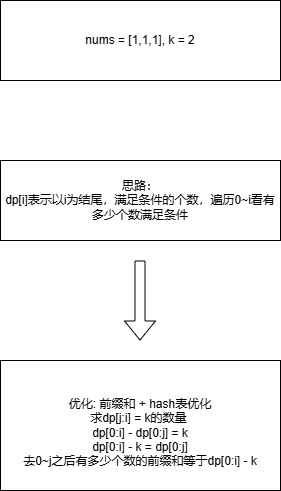 nums = [1,1,1], k = 2
思路：
dp[i]表示以i为结尾，满足条件的个数，遍历0~i看有
多少个数满足条件
优化: 前缀和 + hash表优化
求dp[j:i] = k的数量
dp[0:i] - dp[0:j] = k
dp[0:i] - k = dp[0:j]
去0~j之后有多少个数的前缀和等于dp[0:i] - k